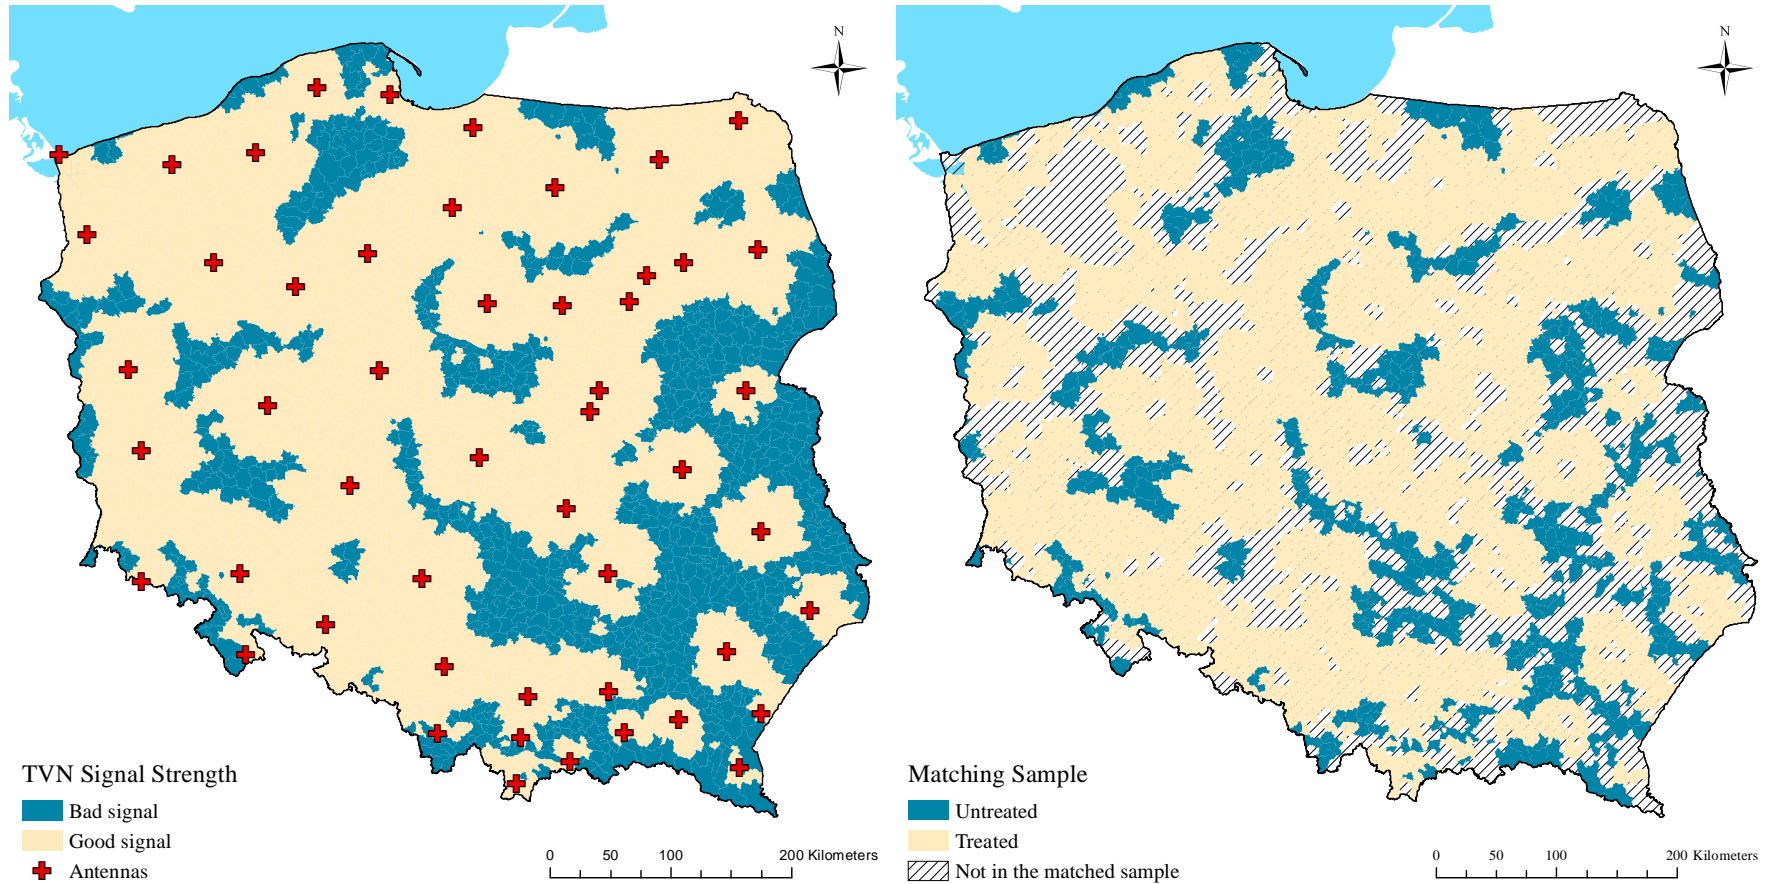 N
TVN Signal Strength
Bad signal
Good signal
Antennas
0 50 100 200 Kilometers
N
Matching Sample
Untreated
Treated
Not in the matched sample
0 50 100 200 Kilometers